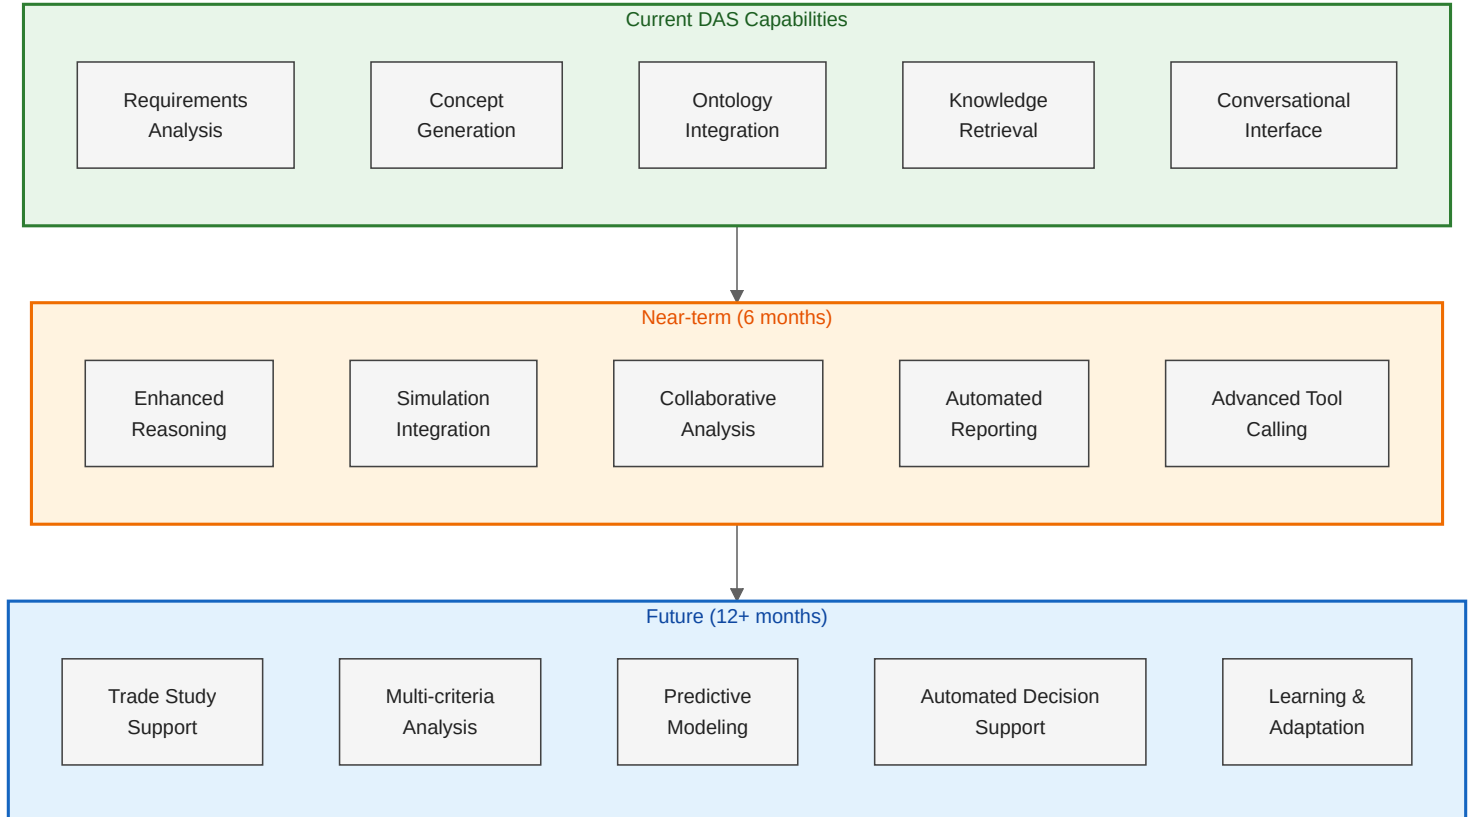 Current DAS Capabilities
Requirements
Analysis
Concept
Generation
Ontology
Integration
Knowledge
Retrieval
Conversational
Interface
Near-term (6 months)
Enhanced
Reasoning
Simulation
Integration
Collaborative
Analysis
Automated
Reporting
Advanced Tool
Calling
Future (12+ months)
Trade Study
Support
Multi-criteria
Analysis
Predictive
Modeling
Automated Decision
Support
Learning &
Adaptation